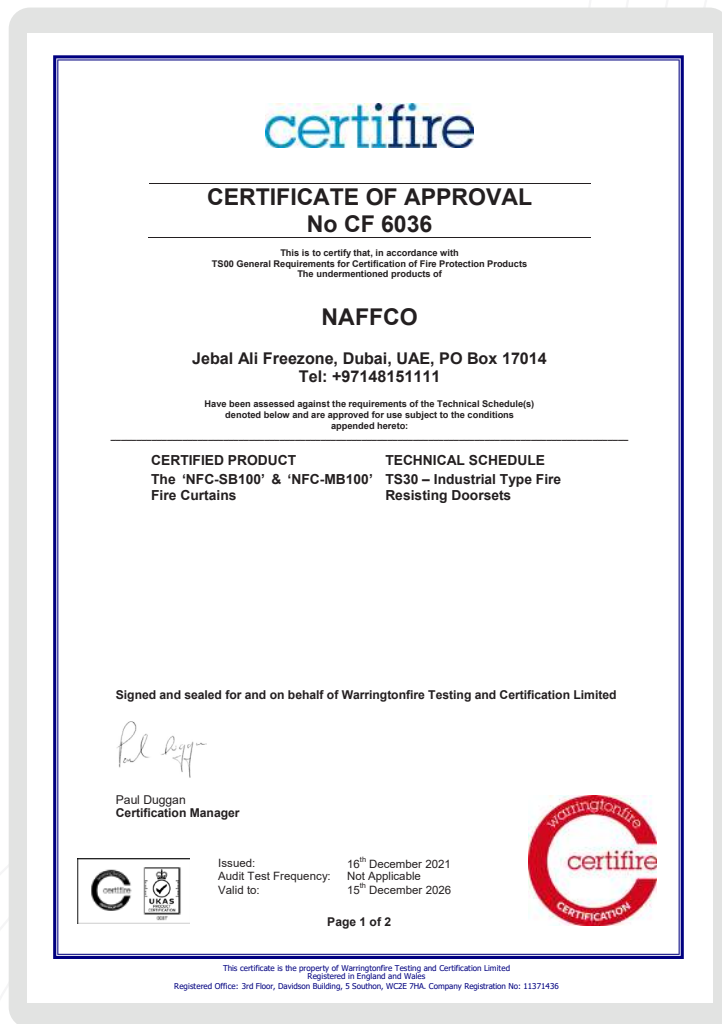 certifire
CERTIFICATE OF APPROVAL
No CF 6036
This is to certify that, in accordance with
TS00 General Requirements for Certification of Fire Protection Products
The undermentioned products of
NAFFCO
Jebal Ali Freezone, Dubai, UAE, PO Box 17014
Tel: +97148151111
Have been assessed against the requirements of the Technical Schedule(s)
denoted below and are approved for use subject to the conditions
appended hereto:
CERTIFIED PRODUCT
The ‘NFC-SB100’ & ‘NFC-MB100’
Fire Curtains
TECHNICAL SCHEDULE
TS30 – Industrial Type Fire
Resisting Doorsets
Signed and sealed for and on behalf of Warringtonfire Testing and Certification Limited
Paul Duggan
Paul Duggan
Certification Manager
certifire
UKAS
PRODUCT
CERTIFICATION
Issued: 16th December 2021
Audit Test Frequency: Not Applicable
Valid to: 15th December 2026
Page 1 of 2
warringtonfire
certifire
CERTIFICATION
This certificate is the property of Warringtonfire Testing and Certification Limited
Registered in England and Wales
Registered Office: 3rd Floor, Davidson Building, 5 Southon, WC2E 7HA. Company Registration No: 11371436